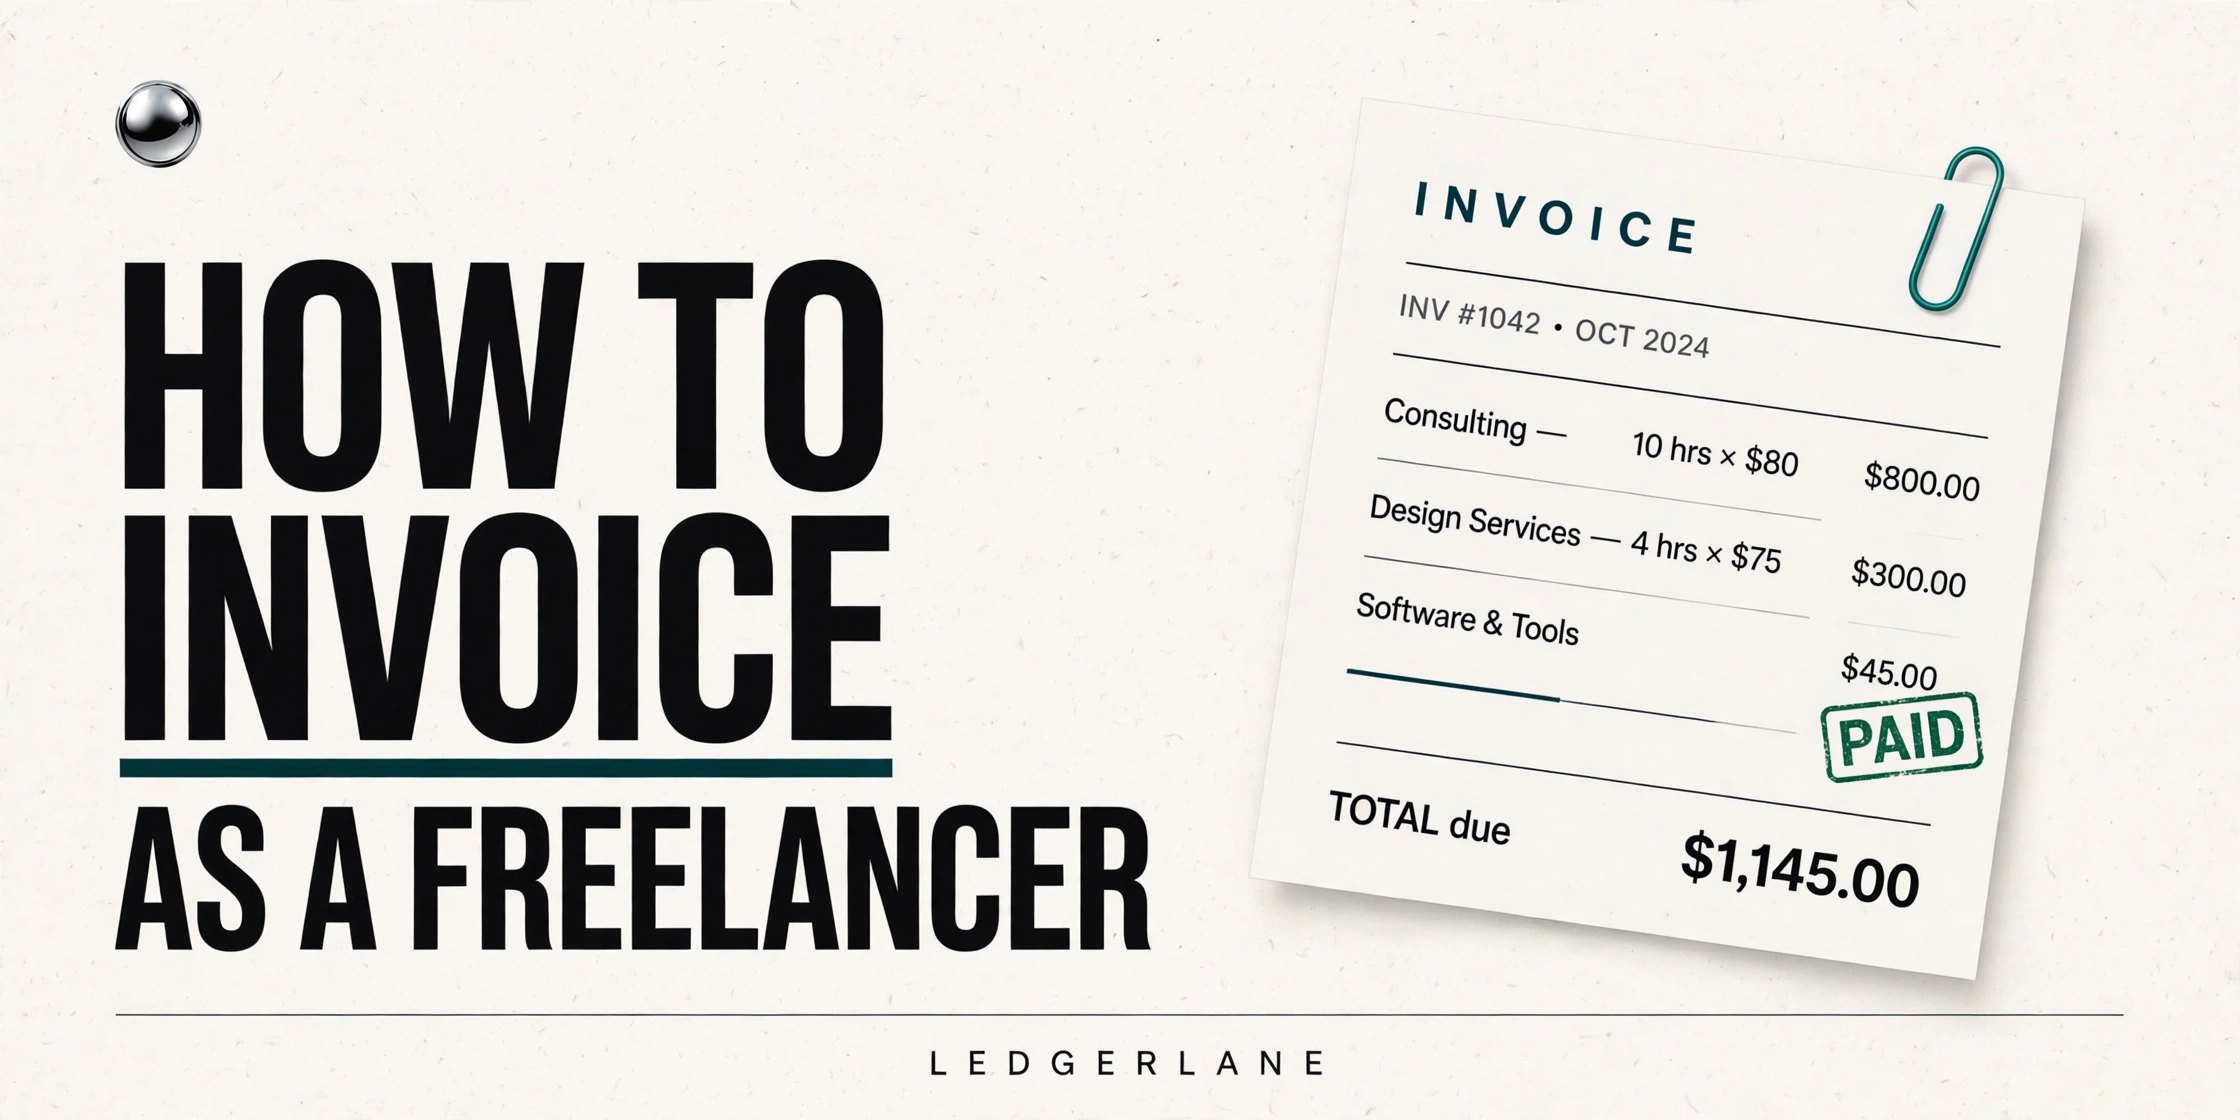 HOW TO
INVOICE
AS A FREELANCER
INVOICE
INV #1042 • OCT 2024
Consulting — 10 hrs × $80 $800.00
Design Services — 4 hrs × $75 $300.00
Software & Tools $45.00
PAID
TOTAL due $1,145.00
LEDGERLANE